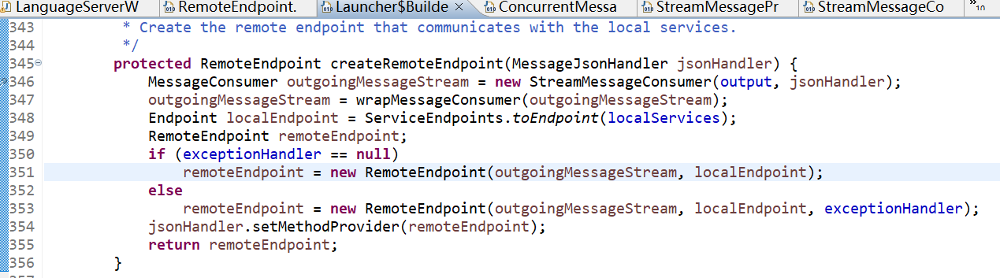 LanguageServerW RemoteEndpoint. Launcher$Builde ConcurrentMessa StreamMessagePr StreamMessageCo »10
343 * Create the remote endpoint that communicates with the local services.
344 */
345 protected RemoteEndpoint createRemoteEndpoint(MessageJsonHandler jsonHandler) {
346 MessageConsumer outgoingMessageStream = new StreamMessageConsumer(output, jsonHandler);
347 outgoingMessageStream = wrapMessageConsumer(outgoingMessageStream);
348 Endpoint localEndpoint = ServiceEndpoints.toEndpoint(localServices);
349 RemoteEndpoint remoteEndpoint;
350 if (exceptionHandler == null)
351 remoteEndpoint = new RemoteEndpoint(outgoingMessageStream, localEndpoint);
352 else
353 remoteEndpoint = new RemoteEndpoint(outgoingMessageStream, localEndpoint, exceptionHandler);
354 jsonHandler.setMethodProvider(remoteEndpoint);
355 return remoteEndpoint;
356 }